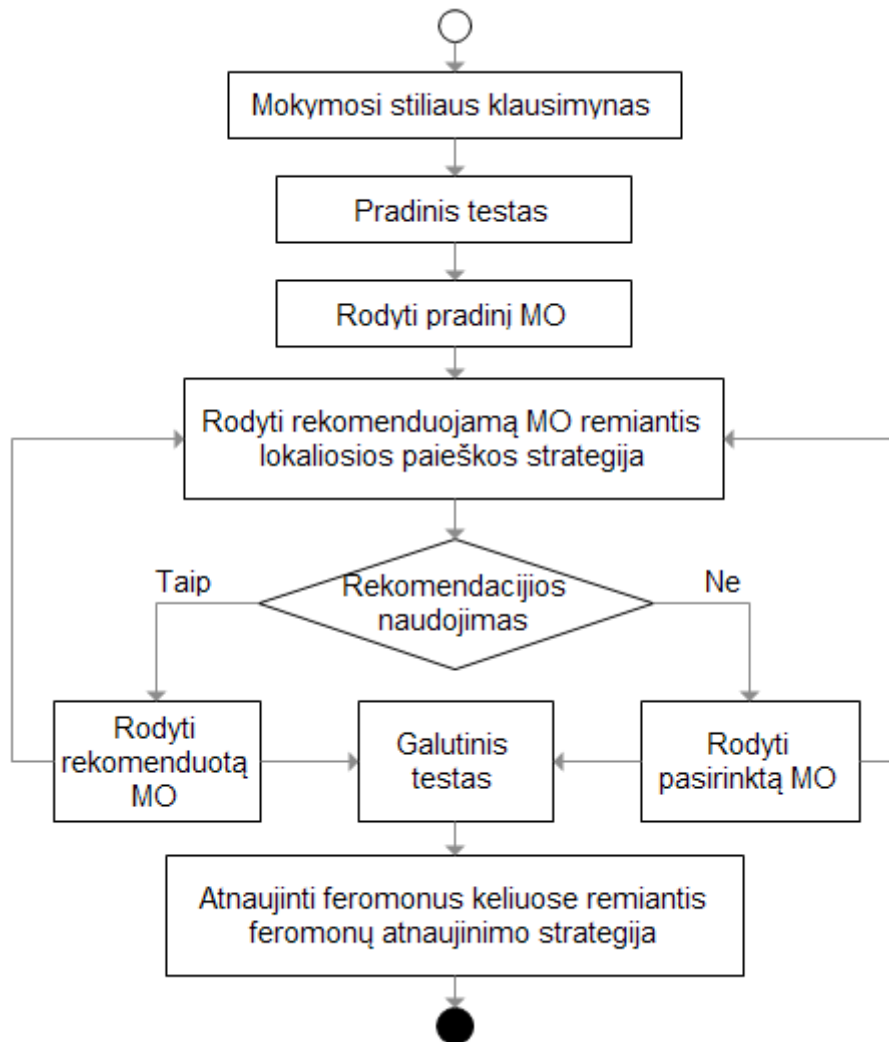 Mokymosi stiliaus klausimynas
Pradinis testas
Rodyti pradinį MO
Rodyti rekomenduojamą MO remiantis
lokaliosios paieškos strategija
Taip
Rekomendacijios
naudojimas
Ne
Rodyti
rekomenduotą
MO
Galutinis
testas
Rodyti
pasirinktą MO
Atnaujinti feromonus keliuose remiantis
feromonų atnaujinimo strategija